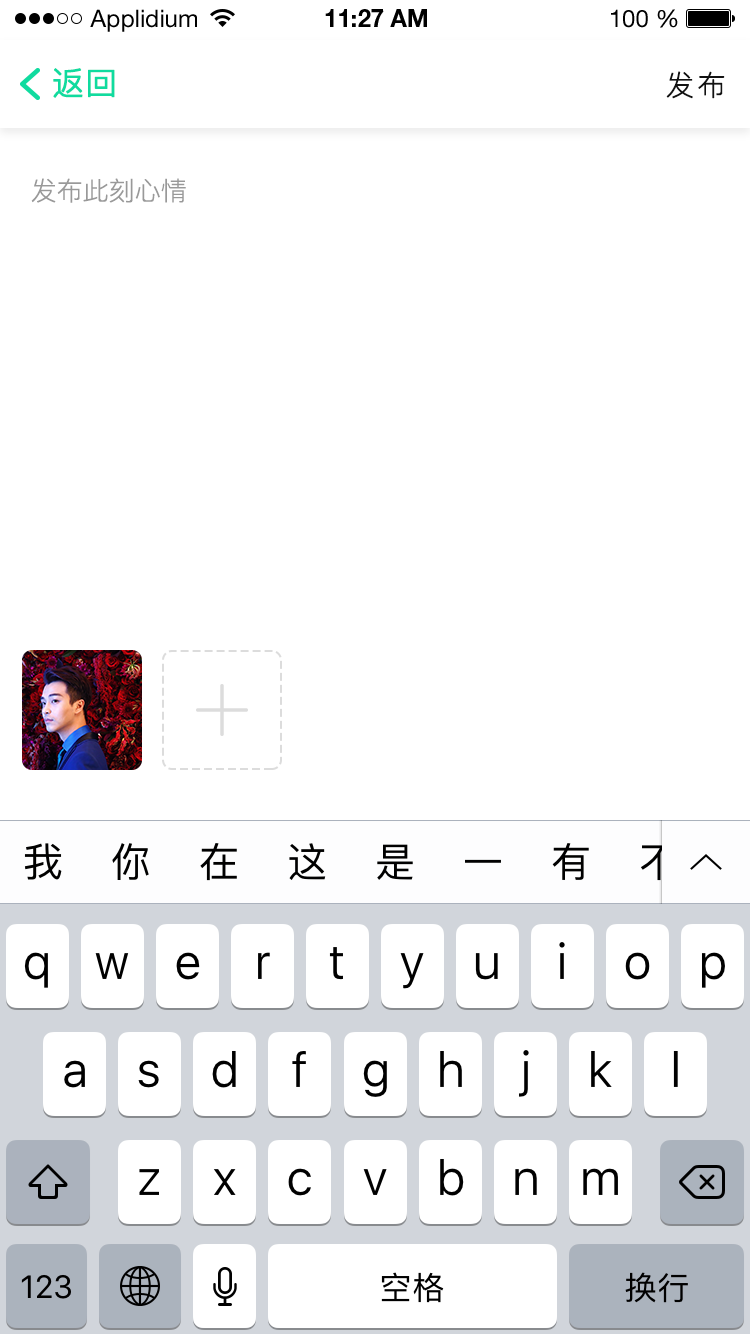 Applidium 11:27 AM 100 %
返回 发布
发布此刻心情
我 你 在 这 是 一 有
q w e r t y u i o p
a s d f g h j k l
z x c v b n m
123 空格 换行